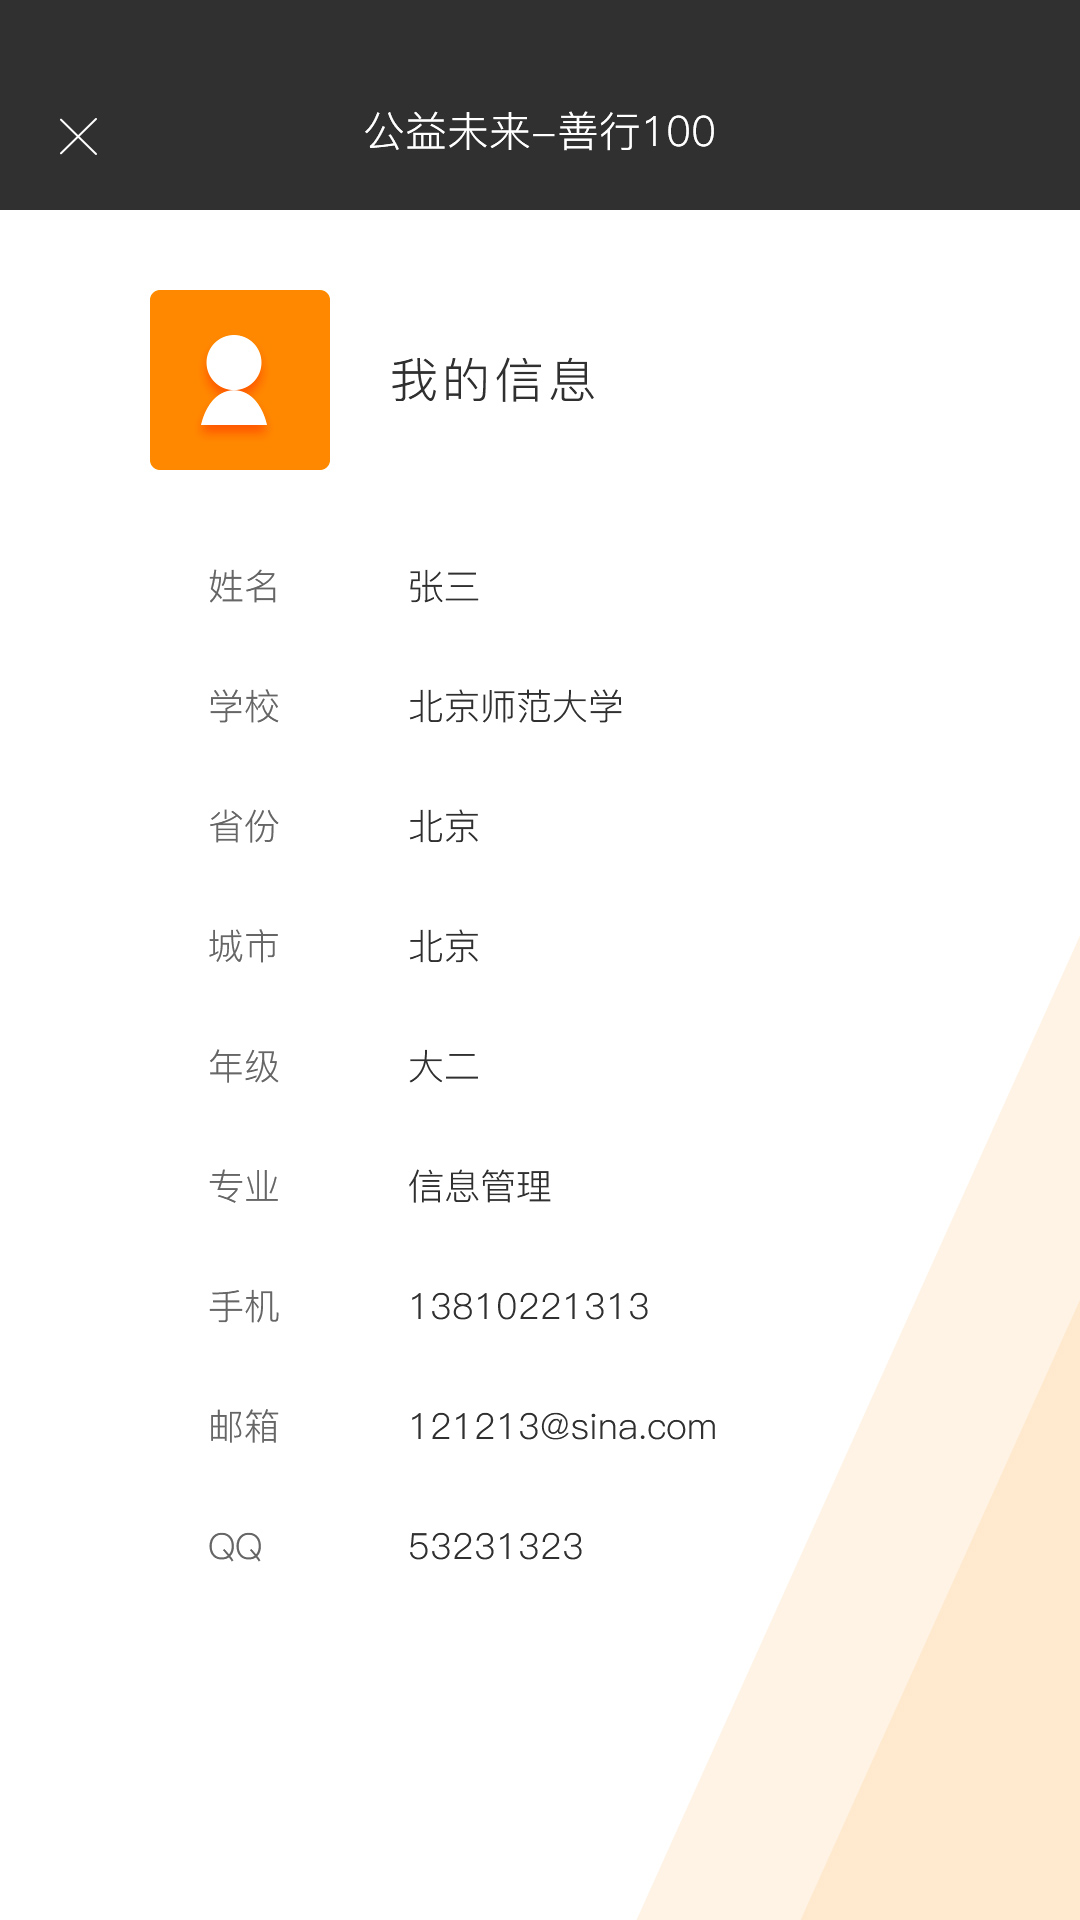 公益未来–善行100
我的信息
姓名 张三
学校 北京师范大学
省份 北京
城市 北京
年级 大二
专业 信息管理
手机 13810221313
邮箱 121213@sina.com
QQ 53231323